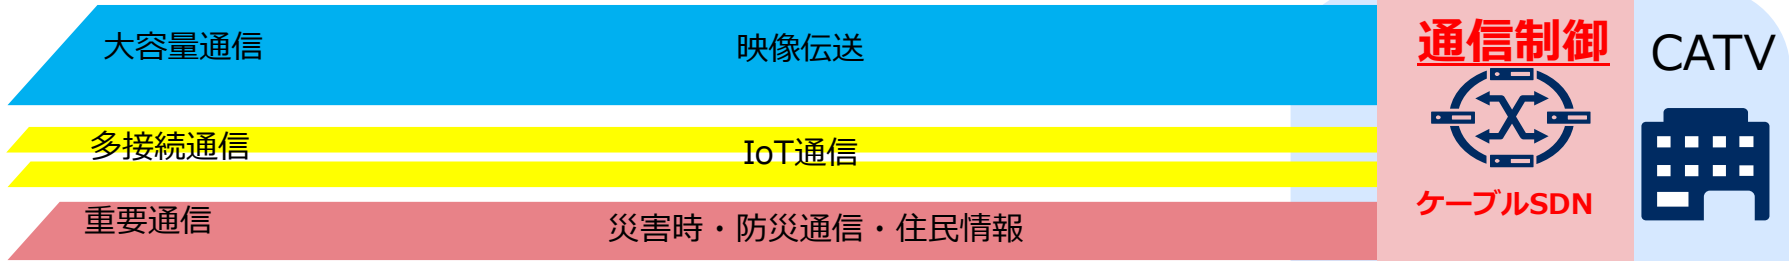 大容量通信
映像伝送
多接続通信
IoT通信
重要通信
災害時・防災通信・住民情報
通信制御
ケーブルSDN
CATV